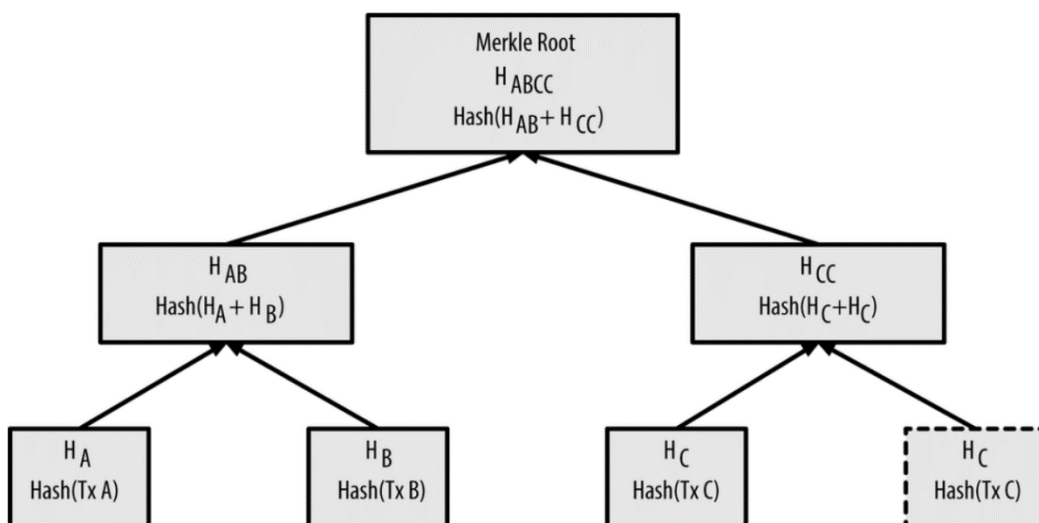 Merkle Root
H ABCC
Hash(H AB + H CC)
H AB
Hash(H A + H B)
H CC
Hash(H C+H C)
H A
Hash(Tx A)
H B
Hash(Tx B)
H C
Hash(Tx C)
H C
Hash(Tx C)